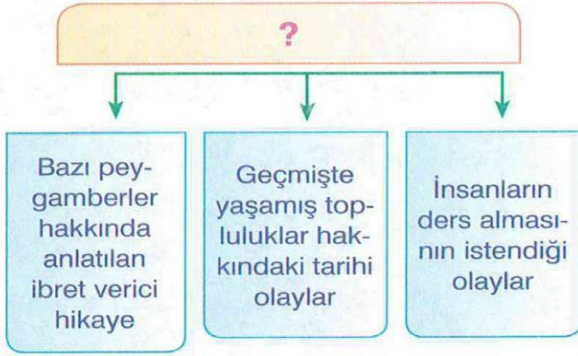 ?
Bazı pey-
gamberler
hakkında
anlatılan
ibret verici
hikaye
Geçmişte
yaşamış top-
luluklar hak-
kındaki tarihi
olaylar
İnsanların
ders alması-
nın istendiği
olaylar